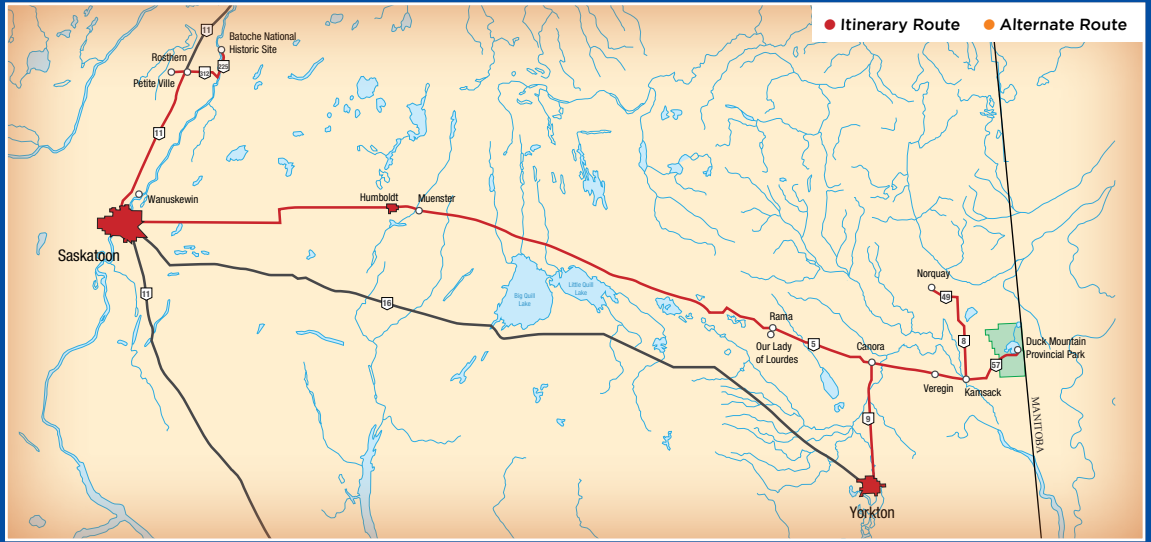 Itinerary Route
Alternate Route
11
Batoche National
Historic Site
Rosthern
312
225
Petite Ville
11
Wanuskewin
Saskatoon
Humboldt
Muenster
11
16
Big Quill
Lake
Little Quill
Lake
Rama
Our Lady
of Lourdes
5
Canora
Norquay
49
8
57
Duck Mountain
Provincial Park
Veregin
Kamsack
9
MANITOBA
Yorkton